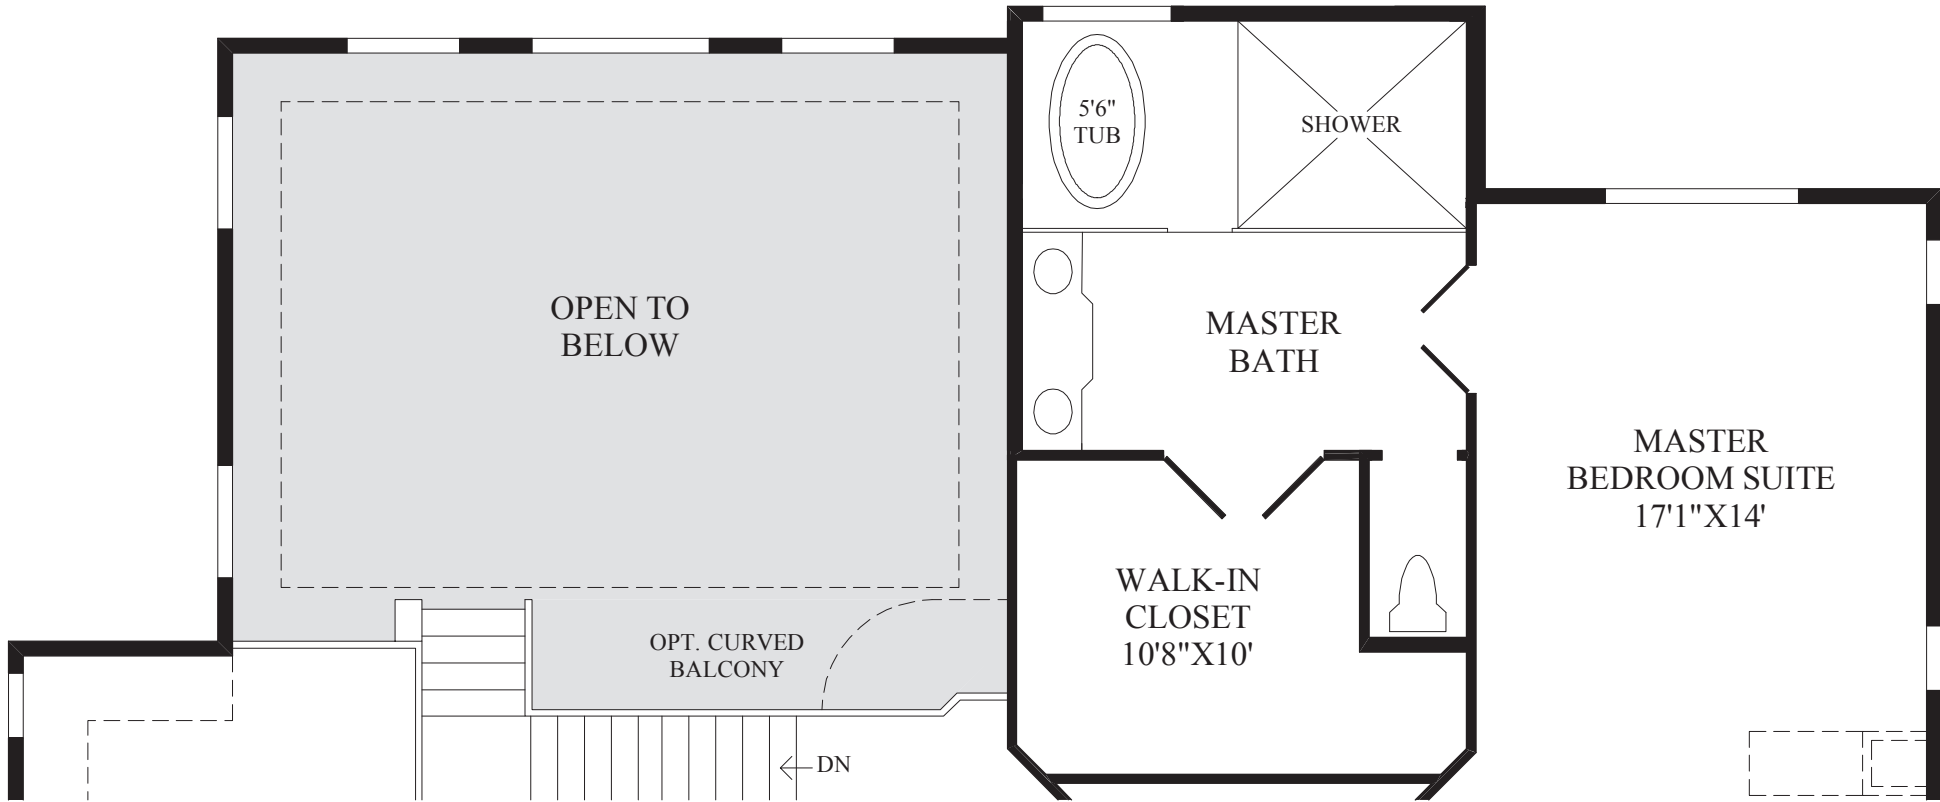 5'6"
TUB
SHOWER
OPEN TO
BELOW
MASTER
BATH
MASTER
BEDROOM SUITE
17'1"X14'
WALK-IN
CLOSET
10'8"X10'
OPT. CURVED
BALCONY
DN